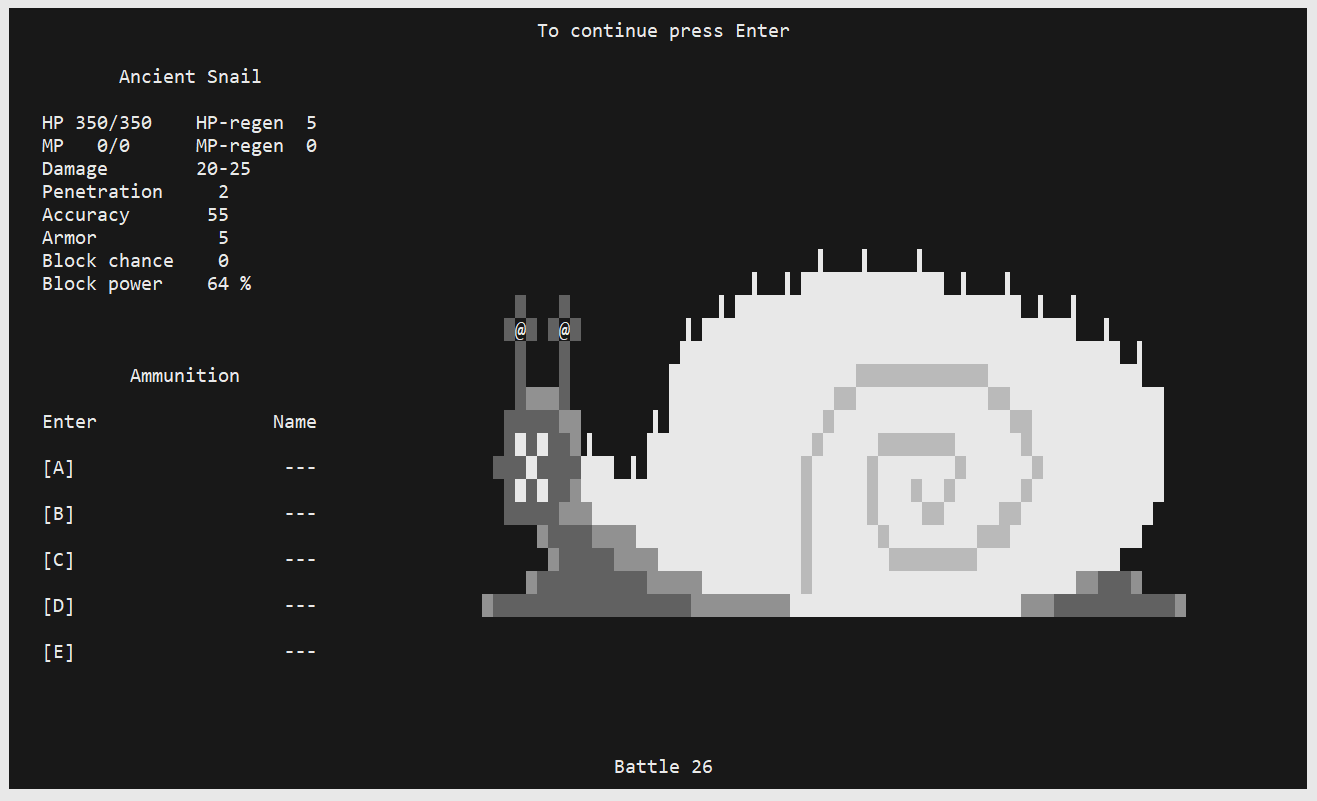 To continue press Enter
Ancient Snail
HP 350/350 HP-regen 5
MP 0/0 MP-regen 0
Damage 20-25
Penetration 2
Accuracy 55
Armor 5
Block chance 0
Block power 64 %
@ @
Ammunition
Enter Name
[A] ---
[B] ---
[C] ---
[D] ---
[E] ---
Battle 26